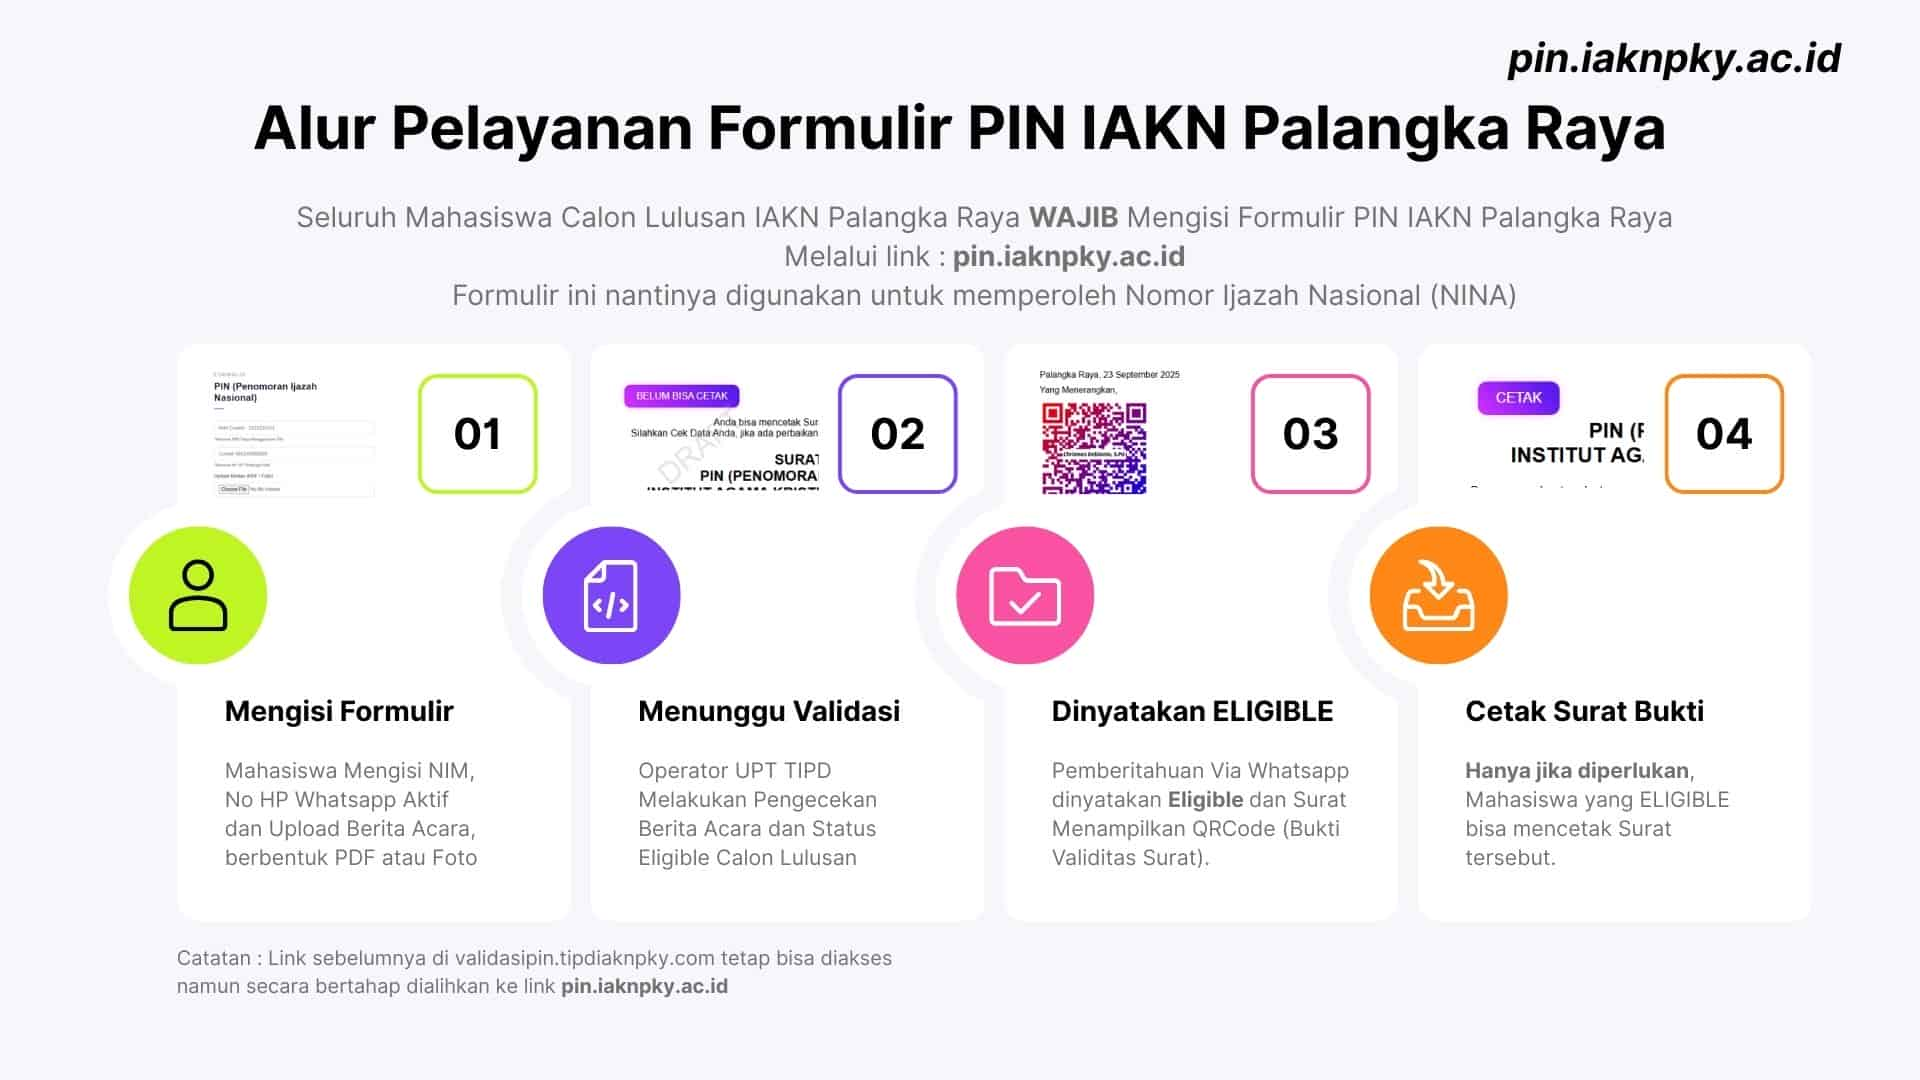 pin.iaknpky.ac.id
Alur Pelayanan Formulir PIN IAKN Palangka Raya
Seluruh Mahasiswa Calon Lulusan IAKN Palangka Raya WAJIB Mengisi Formulir PIN IAKN Palangka Raya
Melalui link : pin.iaknpky.ac.id
Formulir ini nantinya digunakan untuk memperoleh Nomor Ijazah Nasional (NINA)
PIN (Penomoran Ijazah
Nasional)
Choose File
01
Mengisi Formulir
Mahasiswa Mengisi NIM,
No HP Whatsapp Aktif
dan Upload Berita Acara,
berbentuk PDF atau Foto
BELUM BISA CETAK
Anda bisa mencetak Sur
Silahkan Cek Data Anda, jika ada perbaikan
DRAFT
SURAT
PIN (PENOMORA
INSTITUT AGAMA KRISTE
02
Menunggu Validasi
Operator UPT TIPD
Melakukan Pengecekan
Berita Acara dan Status
Eligible Calon Lulusan
Palangka Raya, 23 September 2025
Yang Menerangkan,
03
Dinyatakan ELIGIBLE
Pemberitahuan Via Whatsapp
dinyatakan Eligible dan Surat
Menampilkan QRCode (Bukti
Validitas Surat).
CETAK
PIN (P
INSTITUT AG
04
Cetak Surat Bukti
Hanya jika diperlukan,
Mahasiswa yang ELIGIBLE
bisa mencetak Surat
tersebut.
Catatan : Link sebelumnya di validasipin.tipdiaknpky.com tetap bisa diakses
namun secara bertahap dialihkan ke link pin.iaknpky.ac.id